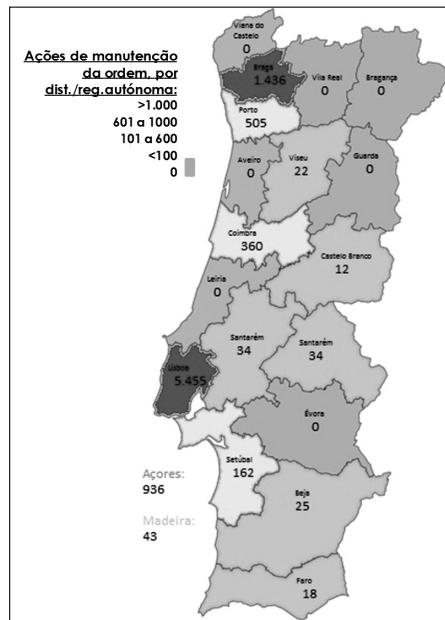 Ações de manutenção
da ordem, por
dist./reg.autónoma:
>1.000
601 a 1000
101 a 600
<100
0
Viana do
Castelo
0
Braga
1.436
Vila Real
0
Bragança
0
Porto
505
Aveiro
0
Viseu
22
Guarda
0
Coimbra
360
Castelo Branco
12
Leiria
0
Santarém
34
Santarém
34
Lisboa
5.455
Évora
0
Setúbal
162
Açores:
936
Beja
25
Madeira:
43
Faro
18